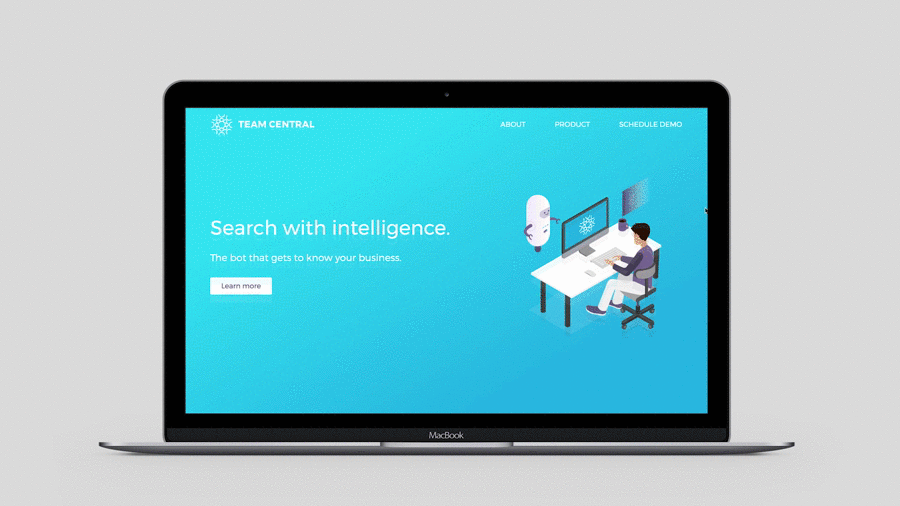 TEAM CENTRAL
ABOUT PRODUCT SCHEDULE DEMO
Search with intelligence.
The bot that gets to know your business.
Learn more
MacBook